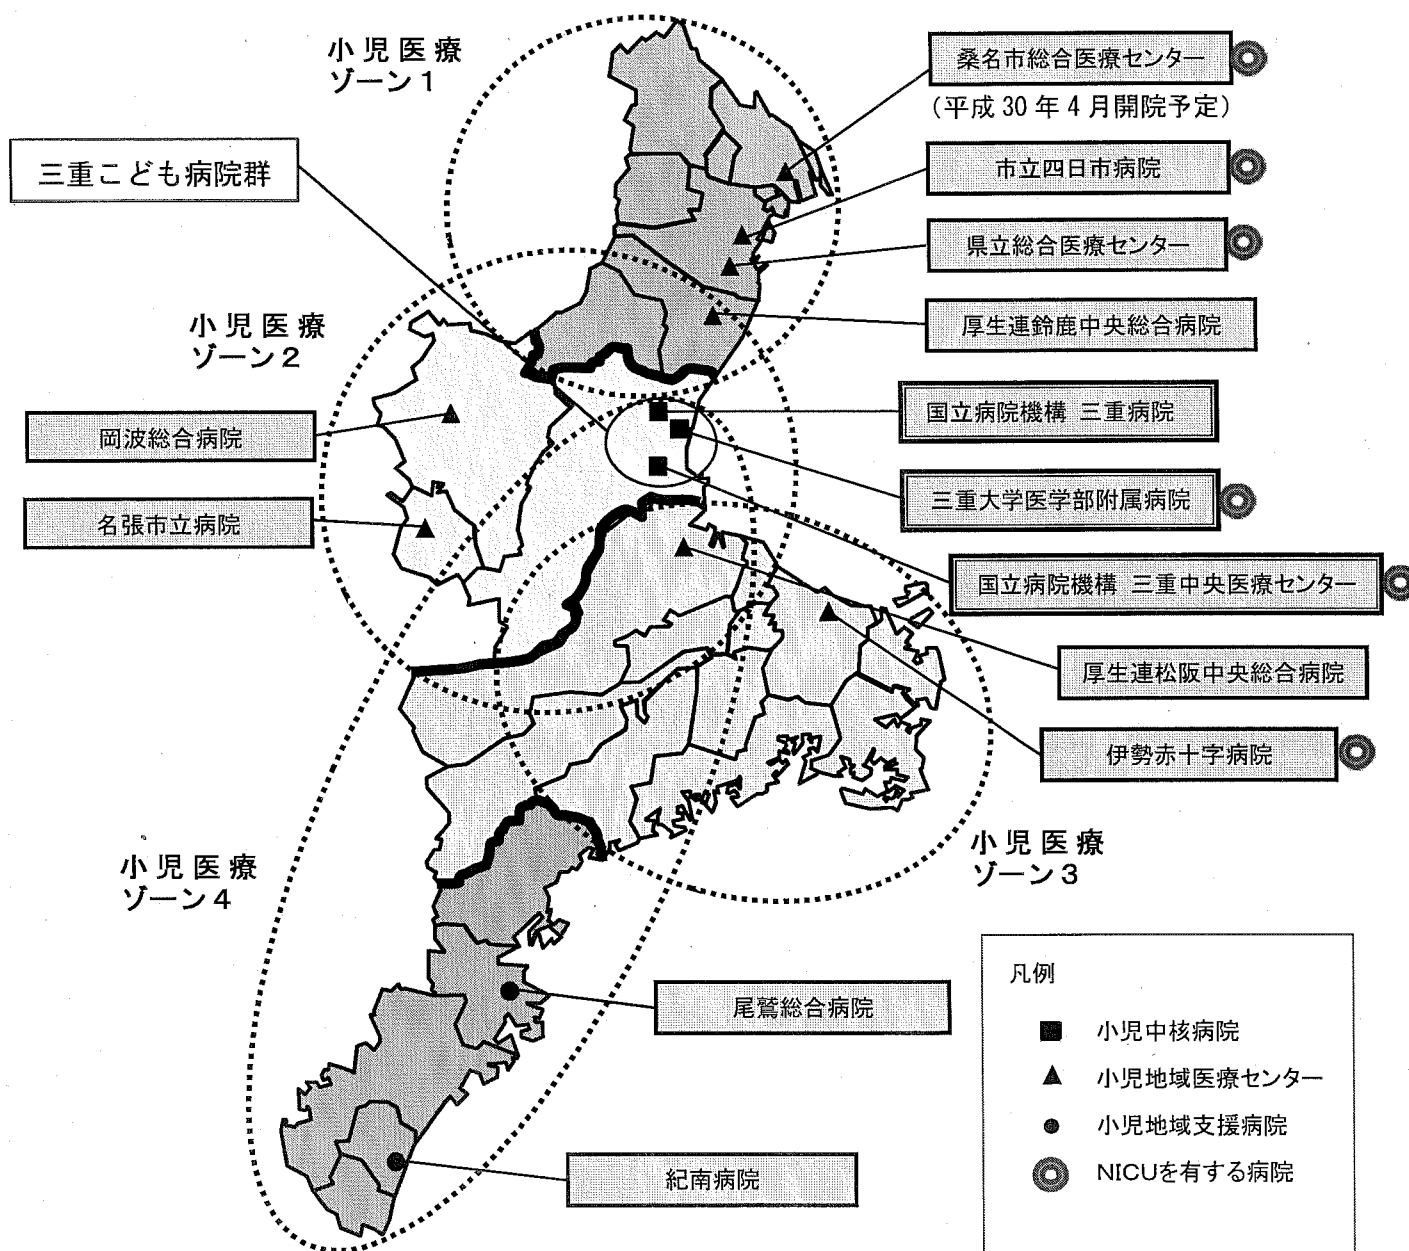 小児医療
ゾーン1
桑名市総合医療センター
（平成30年4月開院予定）
三重こども病院群
市立四日市病院
県立総合医療センター
厚生連鈴鹿中央総合病院
小児医療
ゾーン2
国立病院機構 三重病院
岡波総合病院
三重大学医学部附属病院
名張市立病院
国立病院機構 三重中央医療センター
厚生連松阪中央総合病院
伊勢赤十字病院
小児医療
ゾーン3
小児医療
ゾーン4
尾鷲総合病院
紀南病院
凡例
小児中核病院
小児地域医療センター
小児地域支援病院
NICUを有する病院